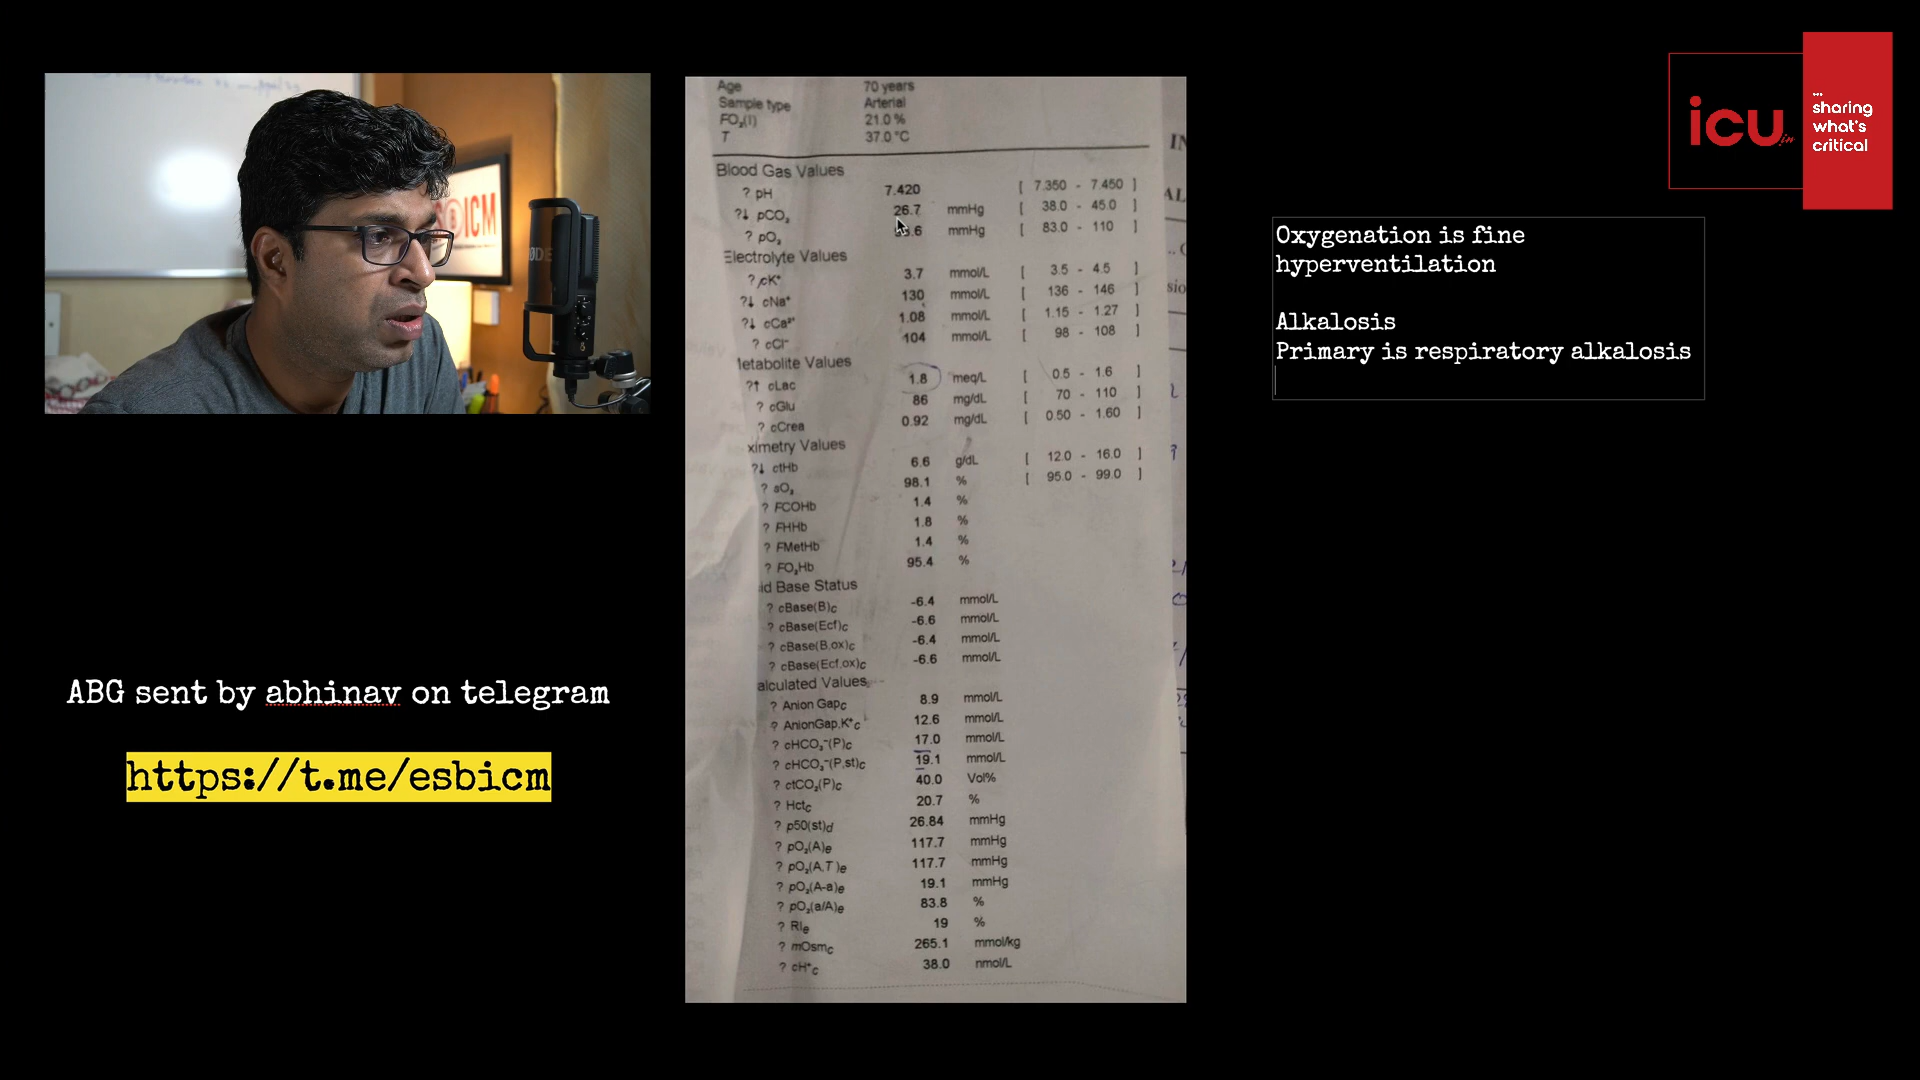 Age 70 years
Sample type Arterial
FO₂(I) 21.0 %
T 37.0 °C
Blood Gas Values
? pH 7.420 [ 7.350 - 7.450 ]
?↓ pCO₂ 26.7 mmHg [ 38.0 - 45.0 ]
? pO₂ .6 mmHg [ 83.0 - 110 ]
Electrolyte Values
? cK⁺ 3.7 mmol/L [ 3.5 - 4.5 ]
?↓ cNa⁺ 130 mmol/L [ 136 - 146 ]
?↓ cCa²⁺ 1.08 mmol/L [ 1.15 - 1.27 ]
? cCl⁻ 104 mmol/L [ 98 - 108 ]
letabolite Values
?↑ cLac 1.8 meq/L [ 0.5 - 1.6 ]
? cGlu 86 mg/dL [ 70 - 110 ]
? cCrea 0.92 mg/dL [ 0.50 - 1.60 ]
ximetry Values
?↓ ctHb 6.6 g/dL [ 12.0 - 16.0 ]
? sO₂ 98.1 % [ 95.0 - 99.0 ]
? FCOHb 1.4 %
? FHHb 1.8 %
? FMetHb 1.4 %
? FO₂Hb 95.4 %
id Base Status
? cBase(B)c -6.4 mmol/L
? cBase(Ecf)c -6.6 mmol/L
? cBase(B,ox)c -6.4 mmol/L
? cBase(Ecf,ox)c -6.6 mmol/L
alculated Values
? Anion Gapc 8.9 mmol/L
? AnionGap,K⁺c 12.6 mmol/L
? cHCO₃⁻(P)c 17.0 mmol/L
? cHCO₃⁻(P,st)c 19.1 mmol/L
? ctCO₂(P)c 40.0 Vol%
? Hctc 20.7 %
? p50(st)d 26.84 mmHg
? pO₂(A)e 117.7 mmHg
? pO₂(A,T)e 117.7 mmHg
? pO₂(A-a)e 19.1 mmHg
? pO₂(a/A)e 83.8 %
? RIe 19 %
? mOsmc 265.1 mmol/kg
? cH⁺c 38.0 nmol/L
ABG sent by abhinav on telegram
https://t.me/esbicm
Oxygenation is fine
hyperventilation
Alkalosis
Primary is respiratory alkalosis
icu.in
...
sharing
what's
critical
ICM